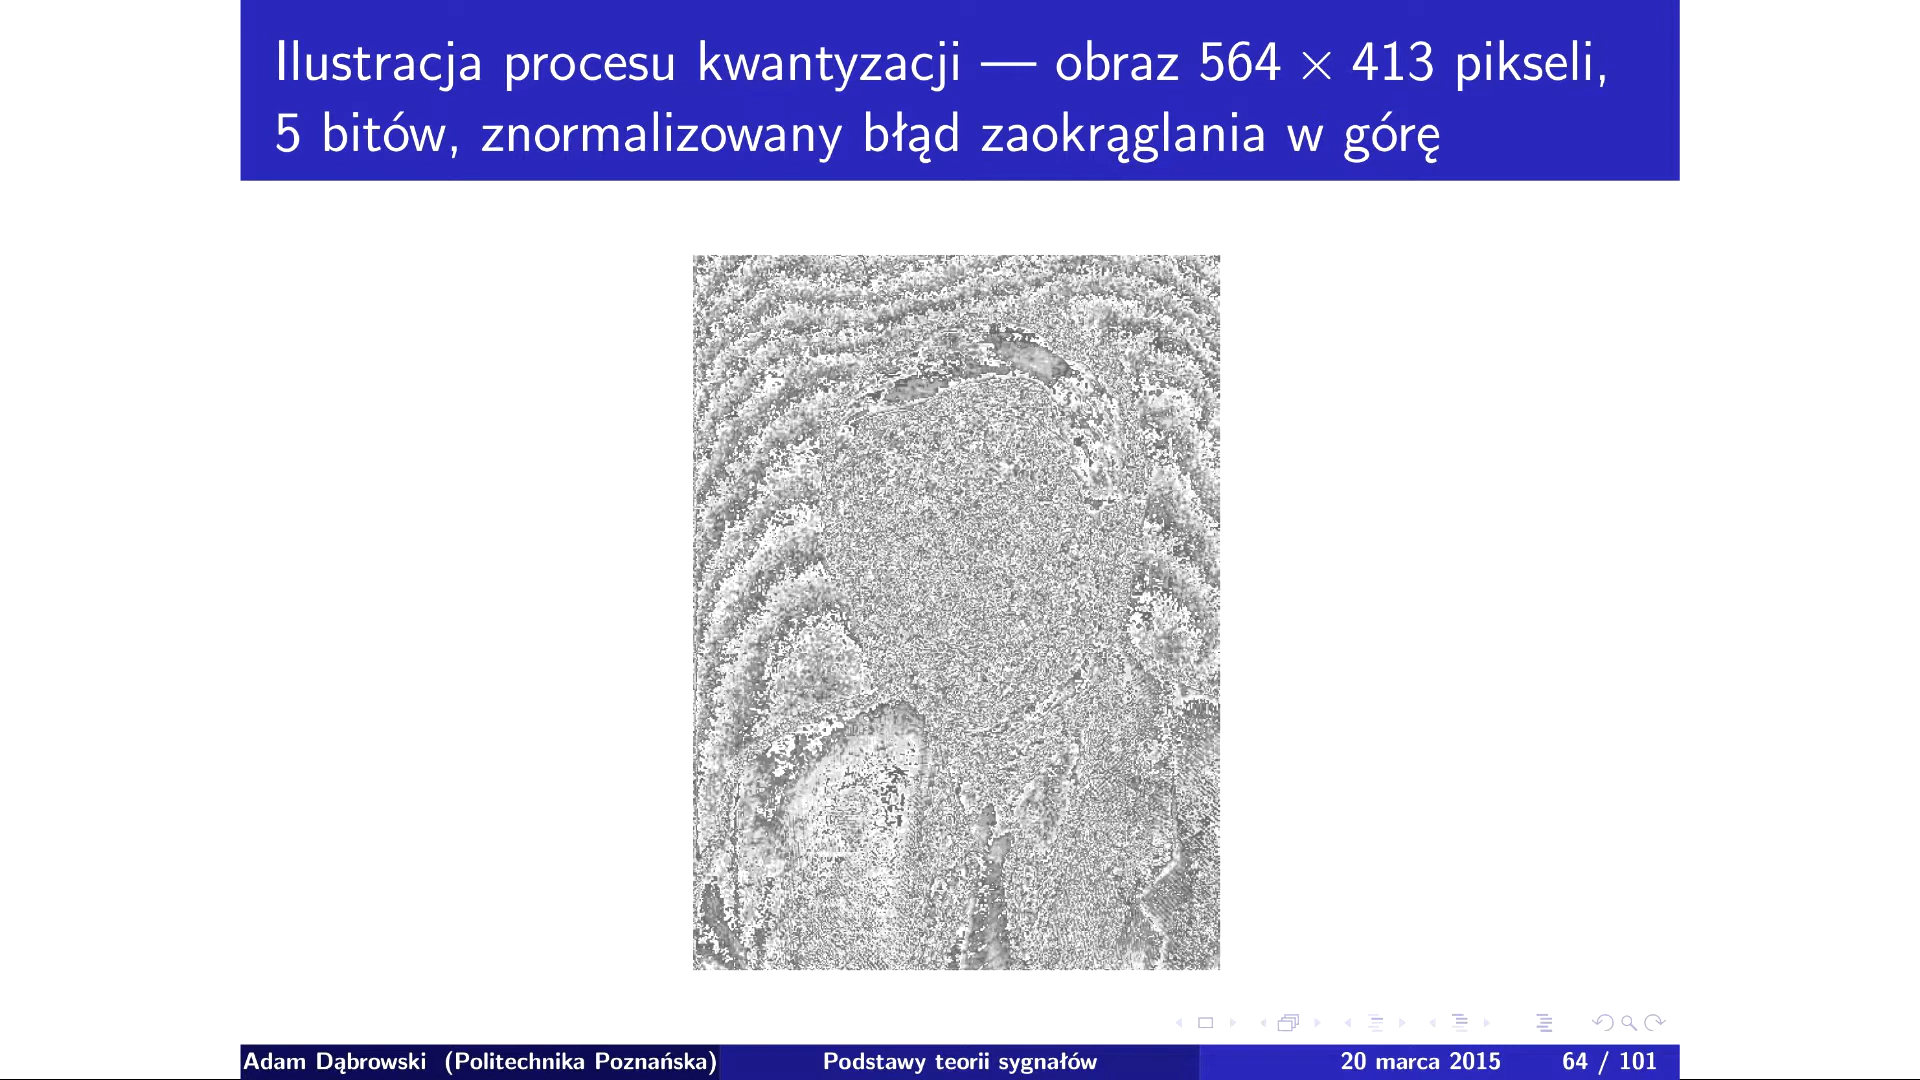 Ilustracja procesu kwantyzacji — obraz 564 × 413 pikseli,
5 bitów, znormalizowany błąd zaokrąglania w górę
Adam Dąbrowski (Politechnika Poznańska) Podstawy teorii sygnałów 20 marca 2015 64 / 101